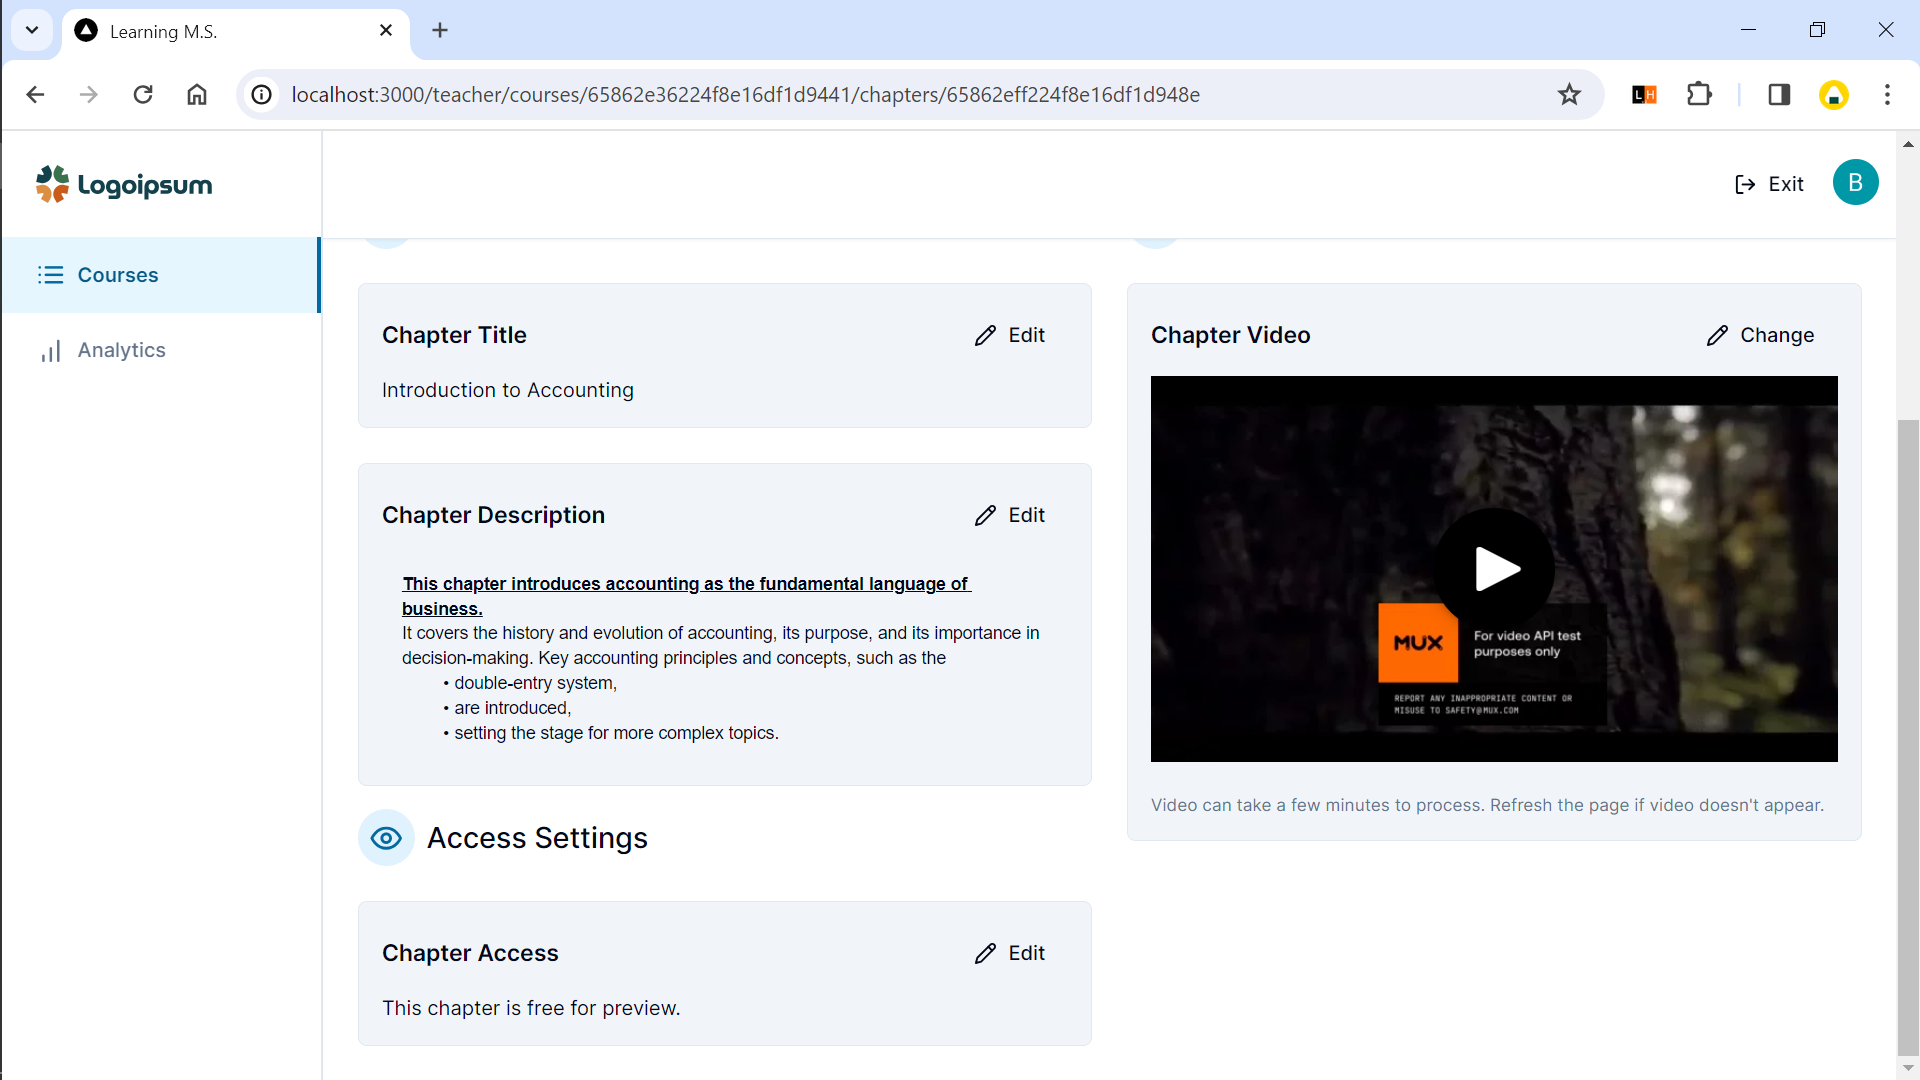 Learning M.S.
localhost:3000/teacher/courses/65862e36224f8e16df1d9441/chapters/65862eff224f8e16df1d948e
LH
Logoipsum
Exit
B
Courses
Analytics
Chapter Title
Edit
Introduction to Accounting
Chapter Description
Edit
This chapter introduces accounting as the fundamental language of
business.
It covers the history and evolution of accounting, its purpose, and its importance in
decision-making. Key accounting principles and concepts, such as the
• double-entry system,
• are introduced,
• setting the stage for more complex topics.
Access Settings
Chapter Access
Edit
This chapter is free for preview.
Chapter Video
Change
MUX
For video API test
purposes only
REPORT ANY INAPPROPRIATE CONTENT OR
MISUSE TO SAFETY@MUX.COM
Video can take a few minutes to process. Refresh the page if video doesn't appear.